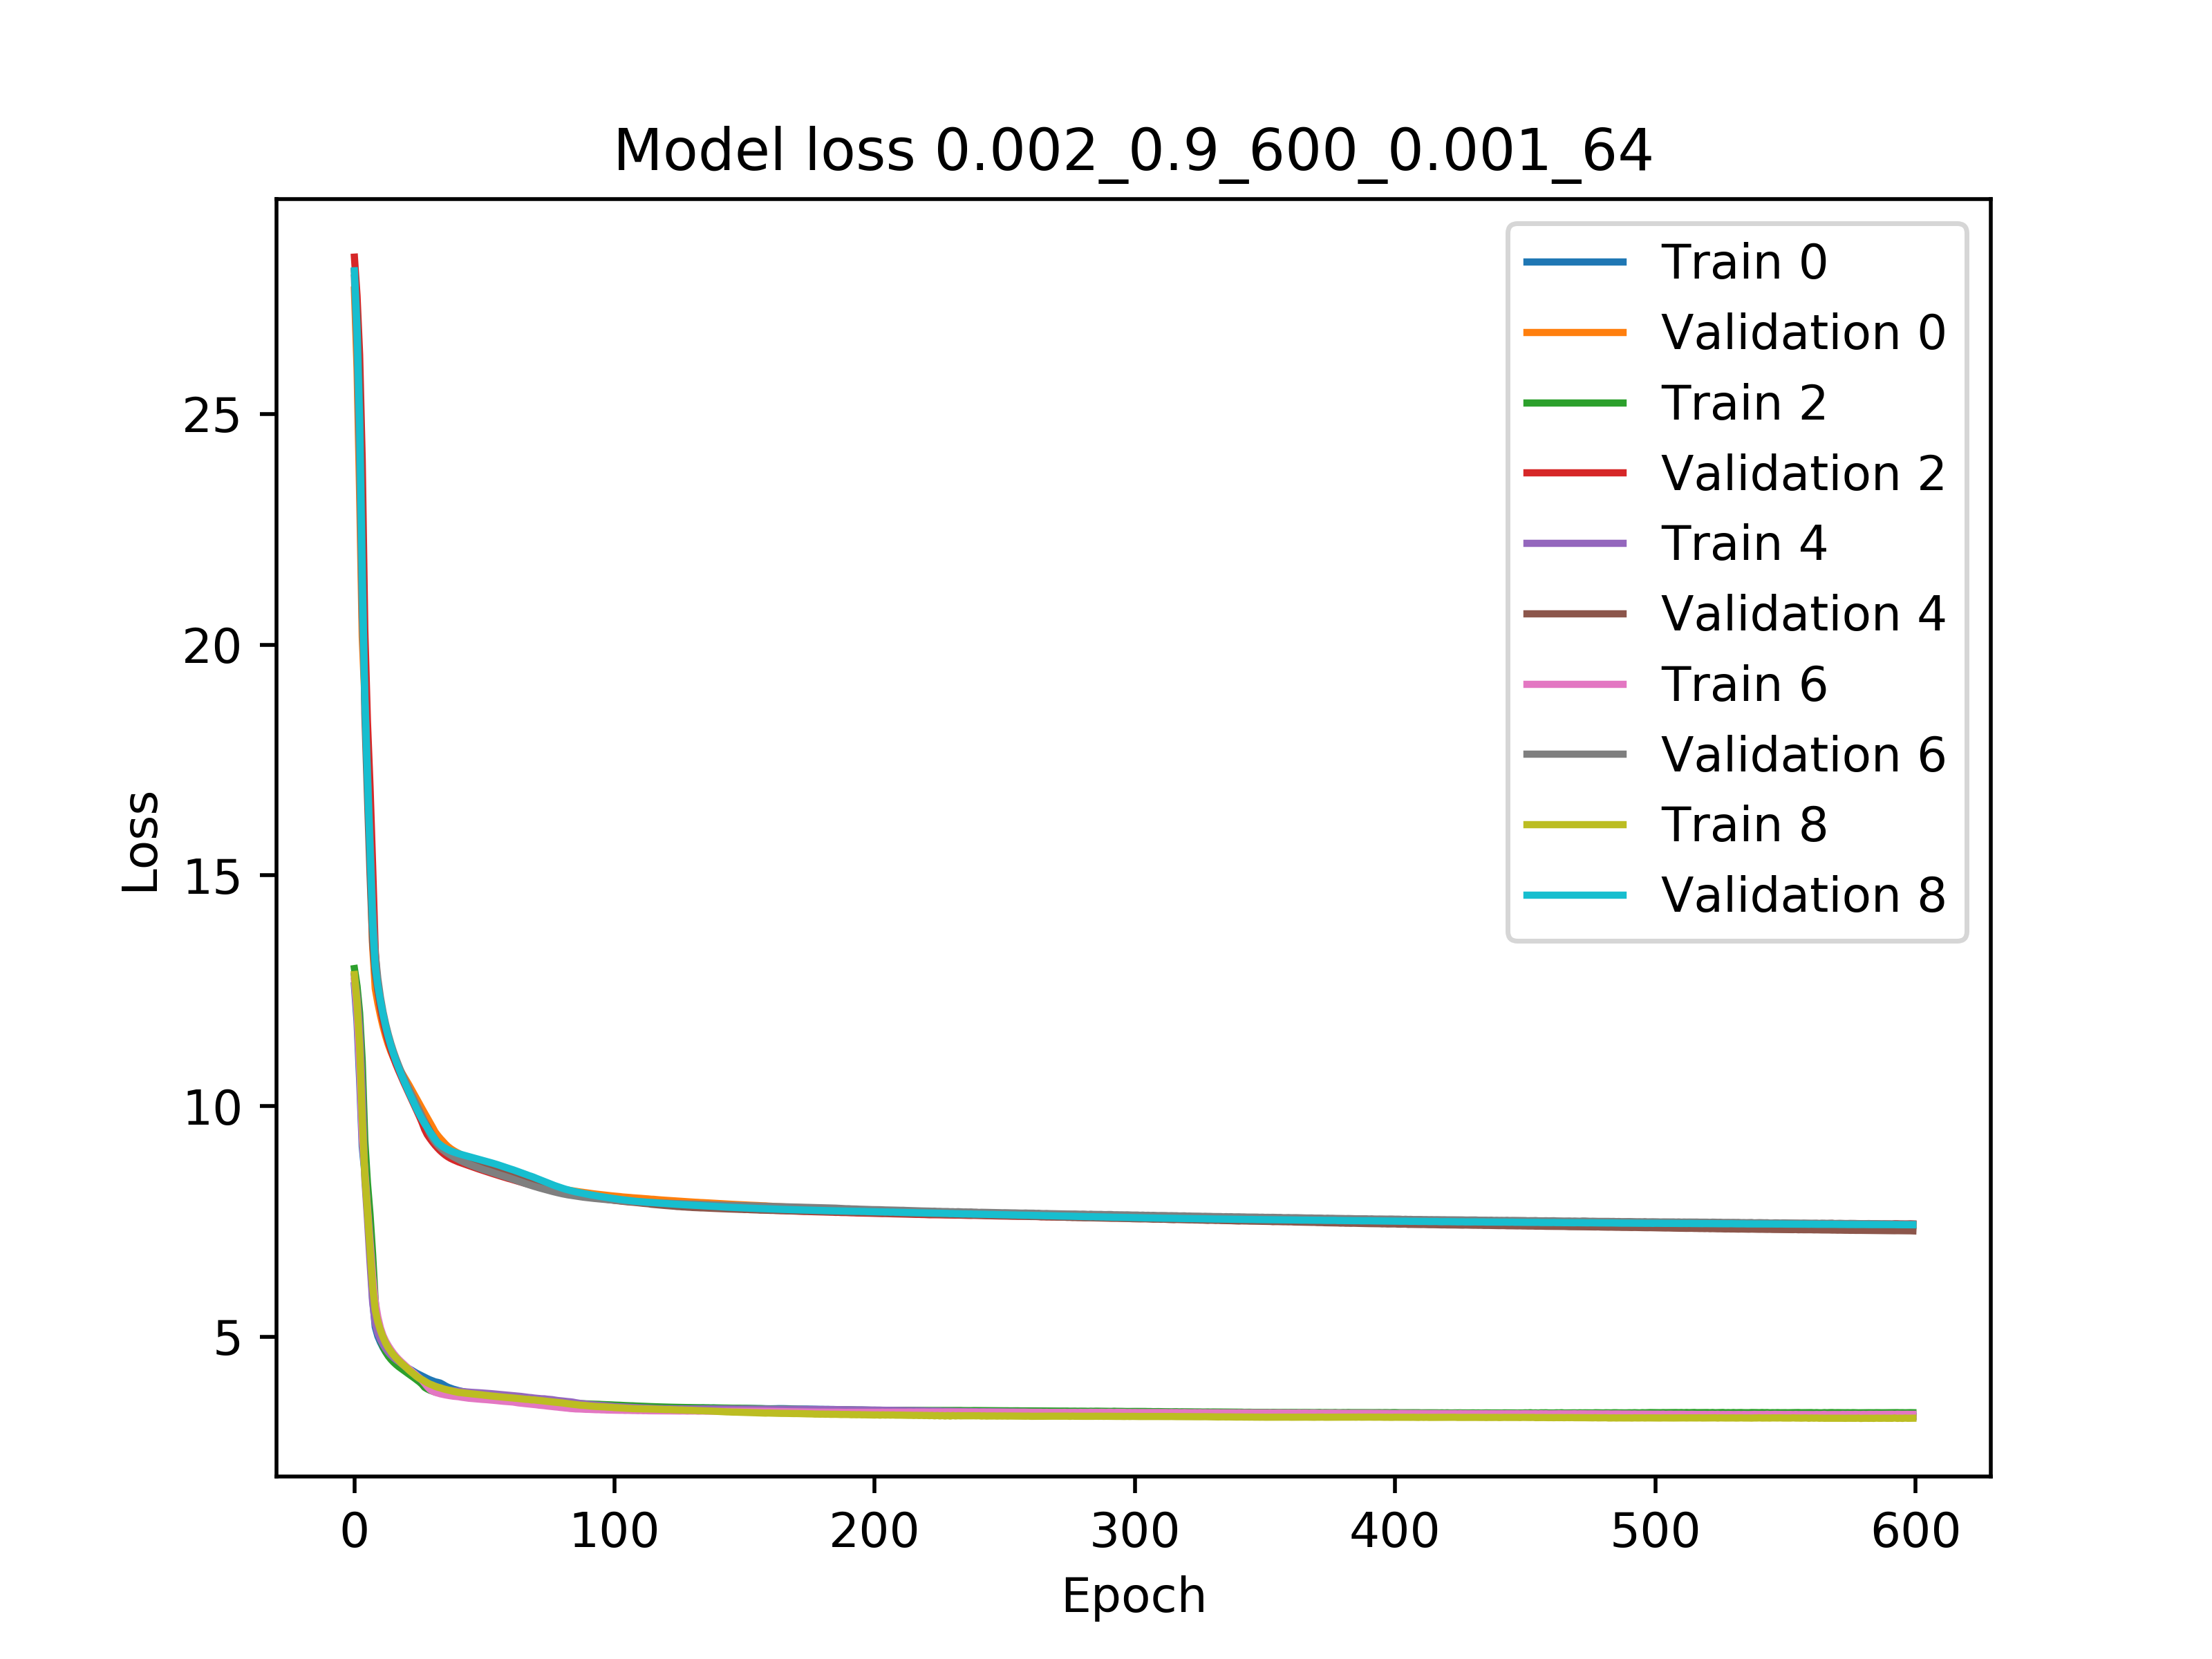 Model loss 0.002_0.9_600_0.001_64
Train 0
Validation 0
Train 2
Validation 2
Train 4
Validation 4
Train 6
Validation 6
Train 8
Validation 8
25
20
15
10
5
Loss
0 100 200 300 400 500 600
Epoch